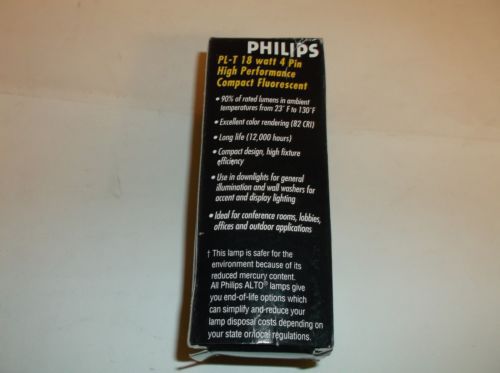 PHILIPS
PL-T 18 watt 4 Pin
High Performance
Compact Fluorescent
• 90% of rated lumens in ambient
temperatures from 23° F to 130°F
• Excellent color rendering (82 CRI)
• Long life (12,000 hours)
• Compact design, high fixture
efficiency
• Use in downlights for general
illumination and wall washers for
accent and display lighting
• Ideal for conference rooms, lobbies,
offices and outdoor applications
† This lamp is safer for the
environment because of its
reduced mercury content.
All Philips ALTO® lamps give
you end-of-life options which
can simplify and reduce your
lamp disposal costs depending on
your state and/or local regulations.